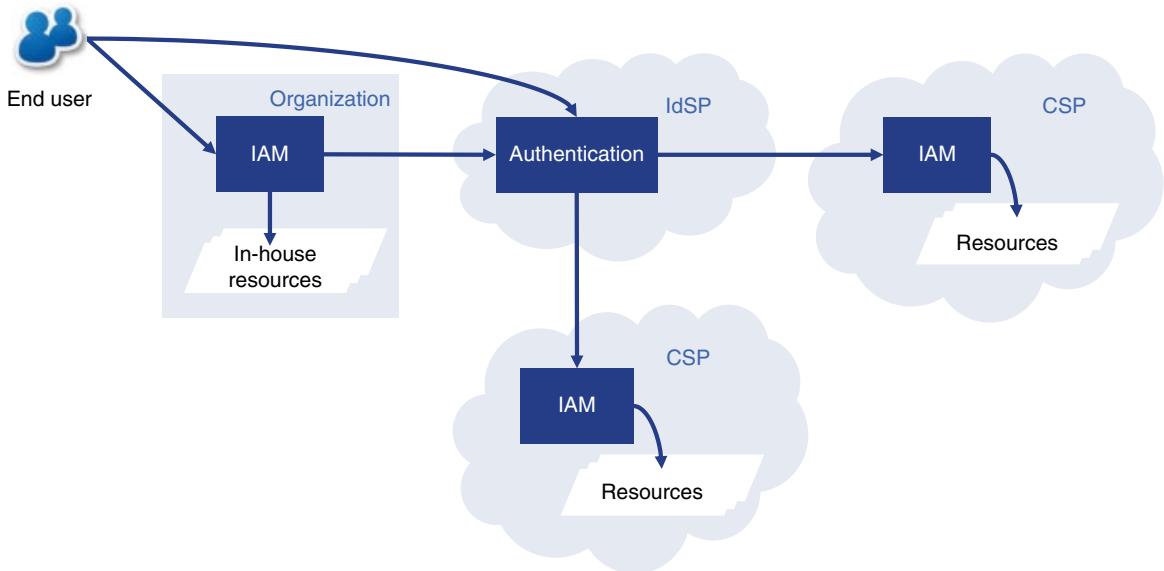 End user
Organization
IAM
In-house
resources
IdSP
Authentication
CSP
IAM
Resources
CSP
IAM
Resources